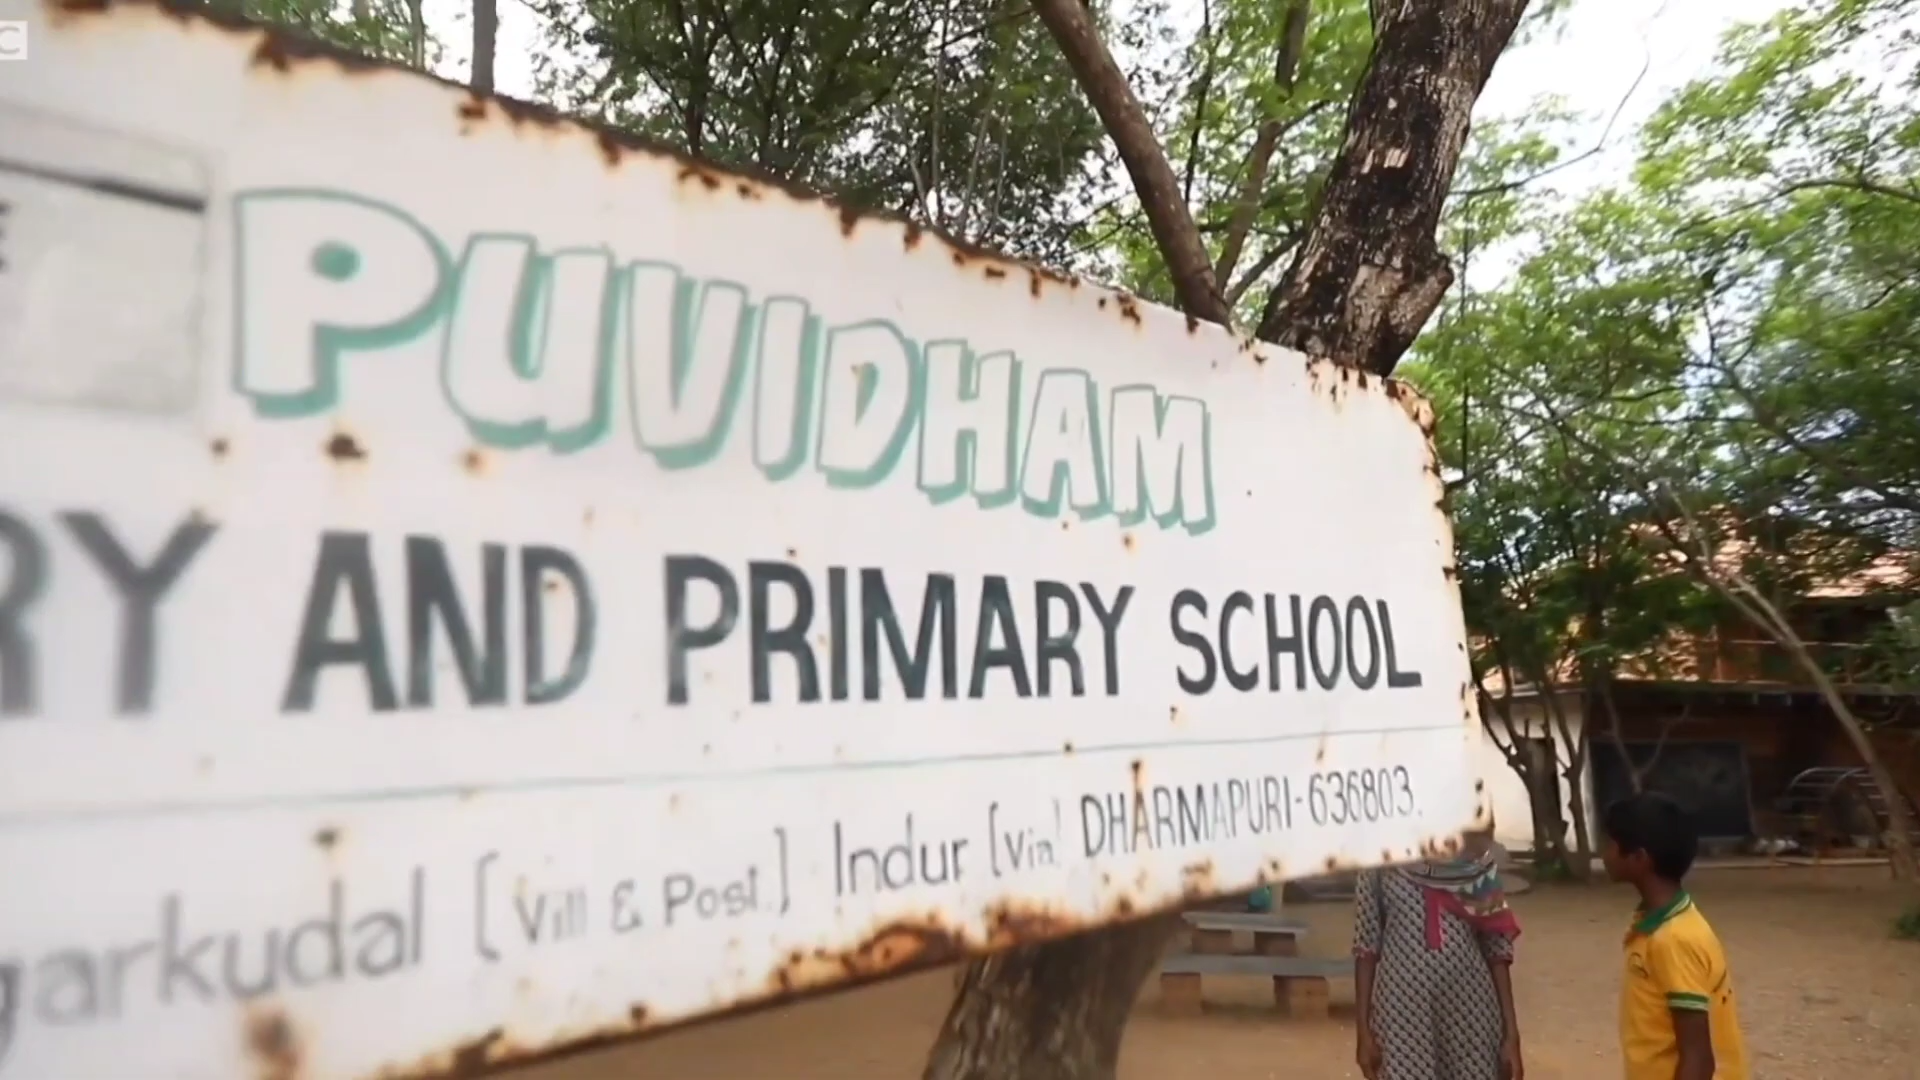 C
PUVIDHAM
RY AND PRIMARY SCHOOL
garkudal [Vill & Post.] Indur [Via] DHARMAPURI-636803.